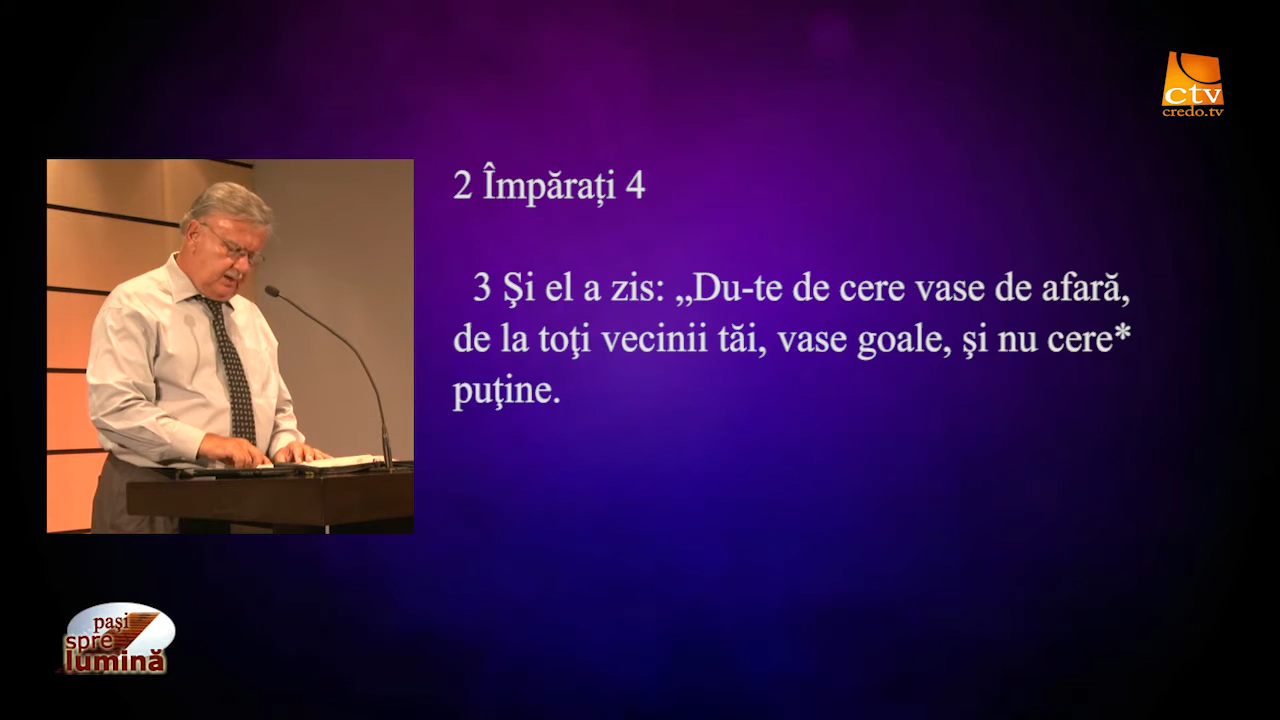 ctv
credo.tv
2 Împărați 4
3 Şi el a zis: „Du-te de cere vase de afară,
de la toţi vecinii tăi, vase goale, şi nu cere*
puţine.
paşi
spre
lumină